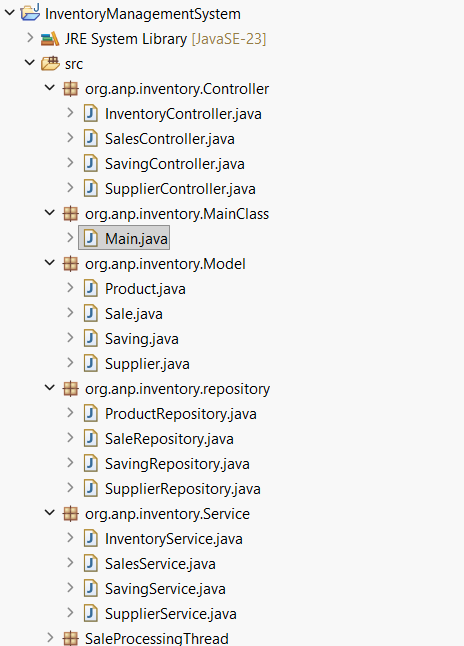 InventoryManagementSystem
JRE System Library [JavaSE-23]
src
org.anp.inventory.Controller
InventoryController.java
SalesController.java
SavingController.java
SupplierController.java
org.anp.inventory.MainClass
Main.java
org.anp.inventory.Model
Product.java
Sale.java
Saving.java
Supplier.java
org.anp.inventory.repository
ProductRepository.java
SaleRepository.java
SavingRepository.java
SupplierRepository.java
org.anp.inventory.Service
InventoryService.java
SalesService.java
SavingService.java
SupplierService.java
SaleProcessingThread